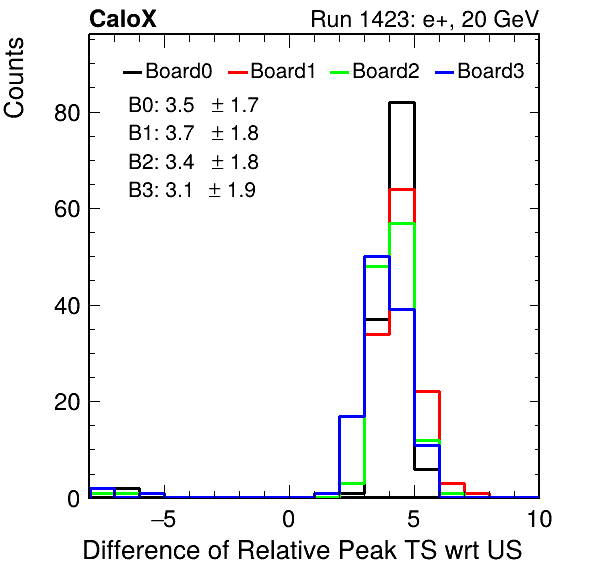 CaloX Run 1423: e+, 20 GeV
Counts
Board0 Board1 Board2 Board3
B0: 3.5 ± 1.7
B1: 3.7 ± 1.8
B2: 3.4 ± 1.8
B3: 3.1 ± 1.9
80
60
40
20
0
−5 0 5 10
Difference of Relative Peak TS wrt US